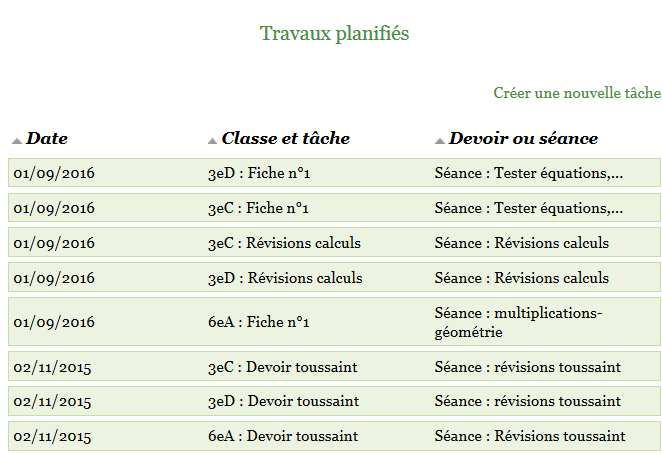 Travaux planifiés
Créer une nouvelle tâche
Date Classe et tâche Devoir ou séance
01/09/2016 3eD : Fiche n°1 Séance : Tester équations,...
01/09/2016 3eC : Fiche n°1 Séance : Tester équations,...
01/09/2016 3eC : Révisions calculs Séance : Révisions calculs
01/09/2016 3eD : Révisions calculs Séance : Révisions calculs
01/09/2016 6eA : Fiche n°1 Séance : multiplications-
géométrie
02/11/2015 3eC : Devoir toussaint Séance : révisions toussaint
02/11/2015 3eD : Devoir toussaint Séance : révisions toussaint
02/11/2015 6eA : Devoir toussaint Séance : Révisions toussaint